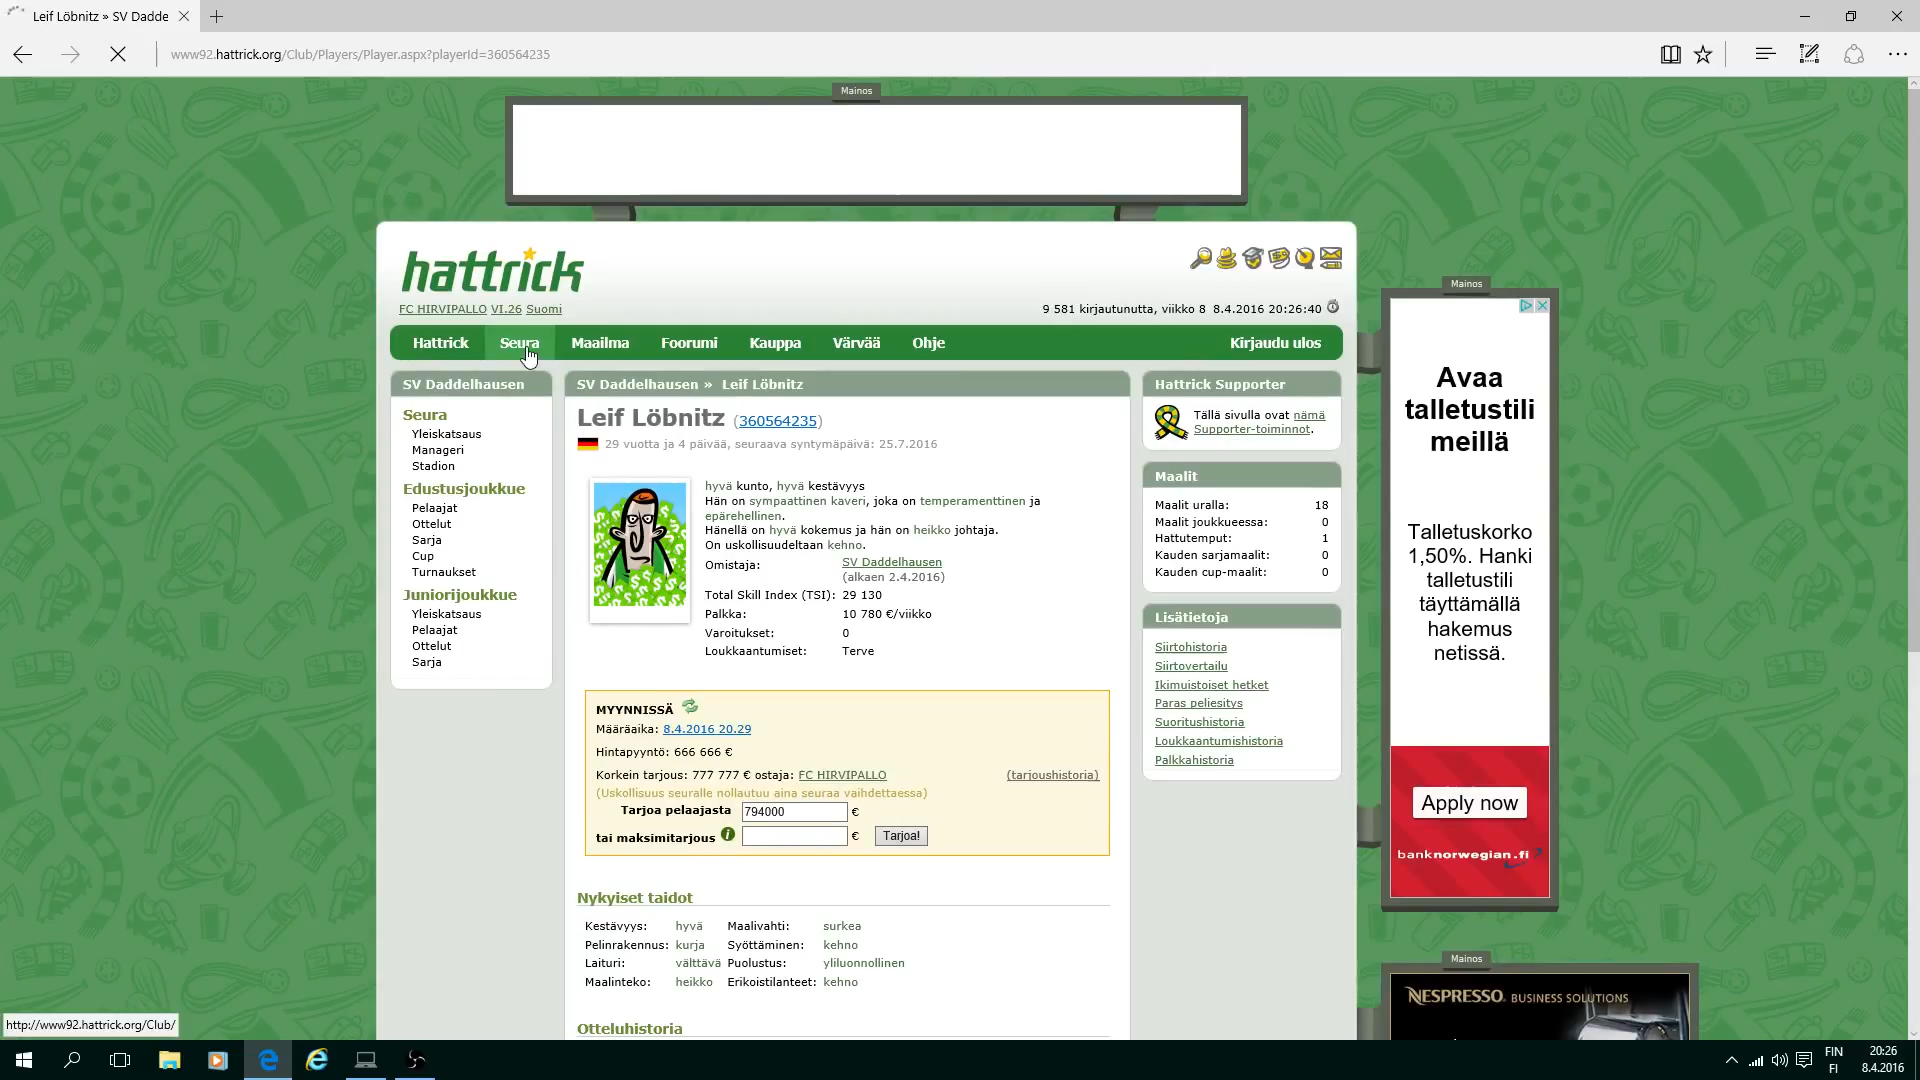 Leif Löbnitz » SV Dadde
www92.hattrick.org/Club/Players/Player.aspx?playerId=360564235
Mainos
hattrick
FC HIRVIPALLO VI.26 Suomi
9 581 kirjautunutta, viikko 8 8.4.2016 20:26:40
Hattrick Seura Maailma Foorumi Kauppa Värvää Ohje Kirjaudu ulos
SV Daddelhausen
Seura
Yleiskatsaus
Manageri
Stadion
Edustusjoukkue
Pelaajat
Ottelut
Sarja
Cup
Turnaukset
Juniorijoukkue
Yleiskatsaus
Pelaajat
Ottelut
Sarja
SV Daddelhausen » Leif Löbnitz
Leif Löbnitz (360564235)
29 vuotta ja 4 päivää, seuraava syntymäpäivä: 25.7.2016
hyvä kunto, hyvä kestävyys
Hän on sympaattinen kaveri, joka on temperamenttinen ja
epärehellinen.
Hänellä on hyvä kokemus ja hän on heikko johtaja.
On uskollisuudeltaan kehno.
Omistaja: SV Daddelhausen
(alkaen 2.4.2016)
Total Skill Index (TSI): 29 130
Palkka: 10 780 €/viikko
Varoitukset: 0
Loukkaantumiset: Terve
MYYNNISSÄ
Määräaika: 8.4.2016 20.29
Hintapyyntö: 666 666 €
Korkein tarjous: 777 777 € ostaja: FC HIRVIPALLO (tarjoushistoria)
(Uskollisuus seuralle nollautuu aina seuraa vaihdettaessa)
Tarjoa pelaajasta 794000 €
tai maksimitarjous € Tarjoa!
Nykyiset taidot
Kestävyys: hyvä Maalivahti: surkea
Pelinrakennus: kurja Syöttäminen: kehno
Laituri: välttävä Puolustus: yliluonnollinen
Maalinteko: heikko Erikoistilanteet: kehno
Otteluhistoria
Hattrick Supporter
Tällä sivulla ovat nämä
Supporter-toiminnot.
Maalit
Maalit uralla: 18
Maalit joukkueessa: 0
Hattutemput: 1
Kauden sarjamaalit: 0
Kauden cup-maalit: 0
Lisätietoja
Siirtohistoria
Siirtovertailu
Ikimuistoiset hetket
Paras peliesitys
Suoritushistoria
Loukkaantumishistoria
Palkkahistoria
Mainos
Avaa
talletustili
meillä
Talletuskorko
1,50%. Hanki
talletustili
täyttämällä
hakemus
netissä.
Apply now
banknorwegian.fi
Mainos
NESPRESSO. BUSINESS SOLUTIONS
http://www92.hattrick.org/Club/
FIN
FI
20:26
8.4.2016